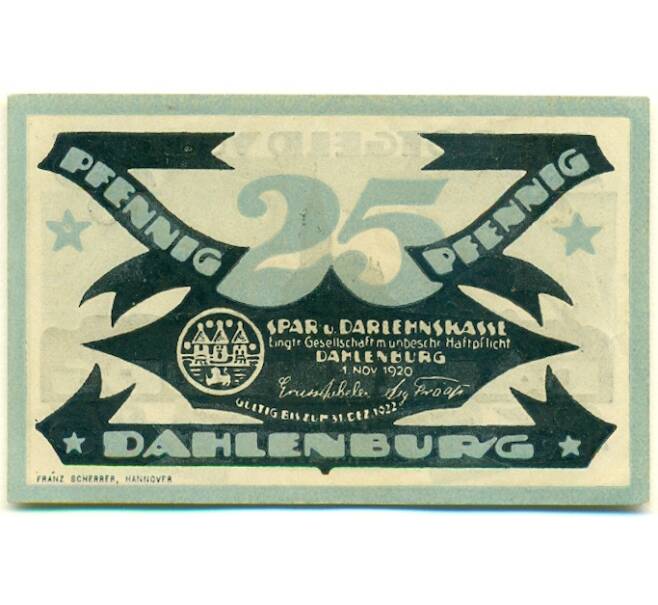 PFENNIG
25
PFENNIG
SPAR u. DARLEHNSKASSE
Eingtr Gesellschaft m unbeschr. Haftpflicht
DAHLENBURG
1. NOV 1920
GÜLTIG BIS ZUM 31. DEZ. 1922.
DAHLENBURG
FRANZ SCHERRER, HANNOVER